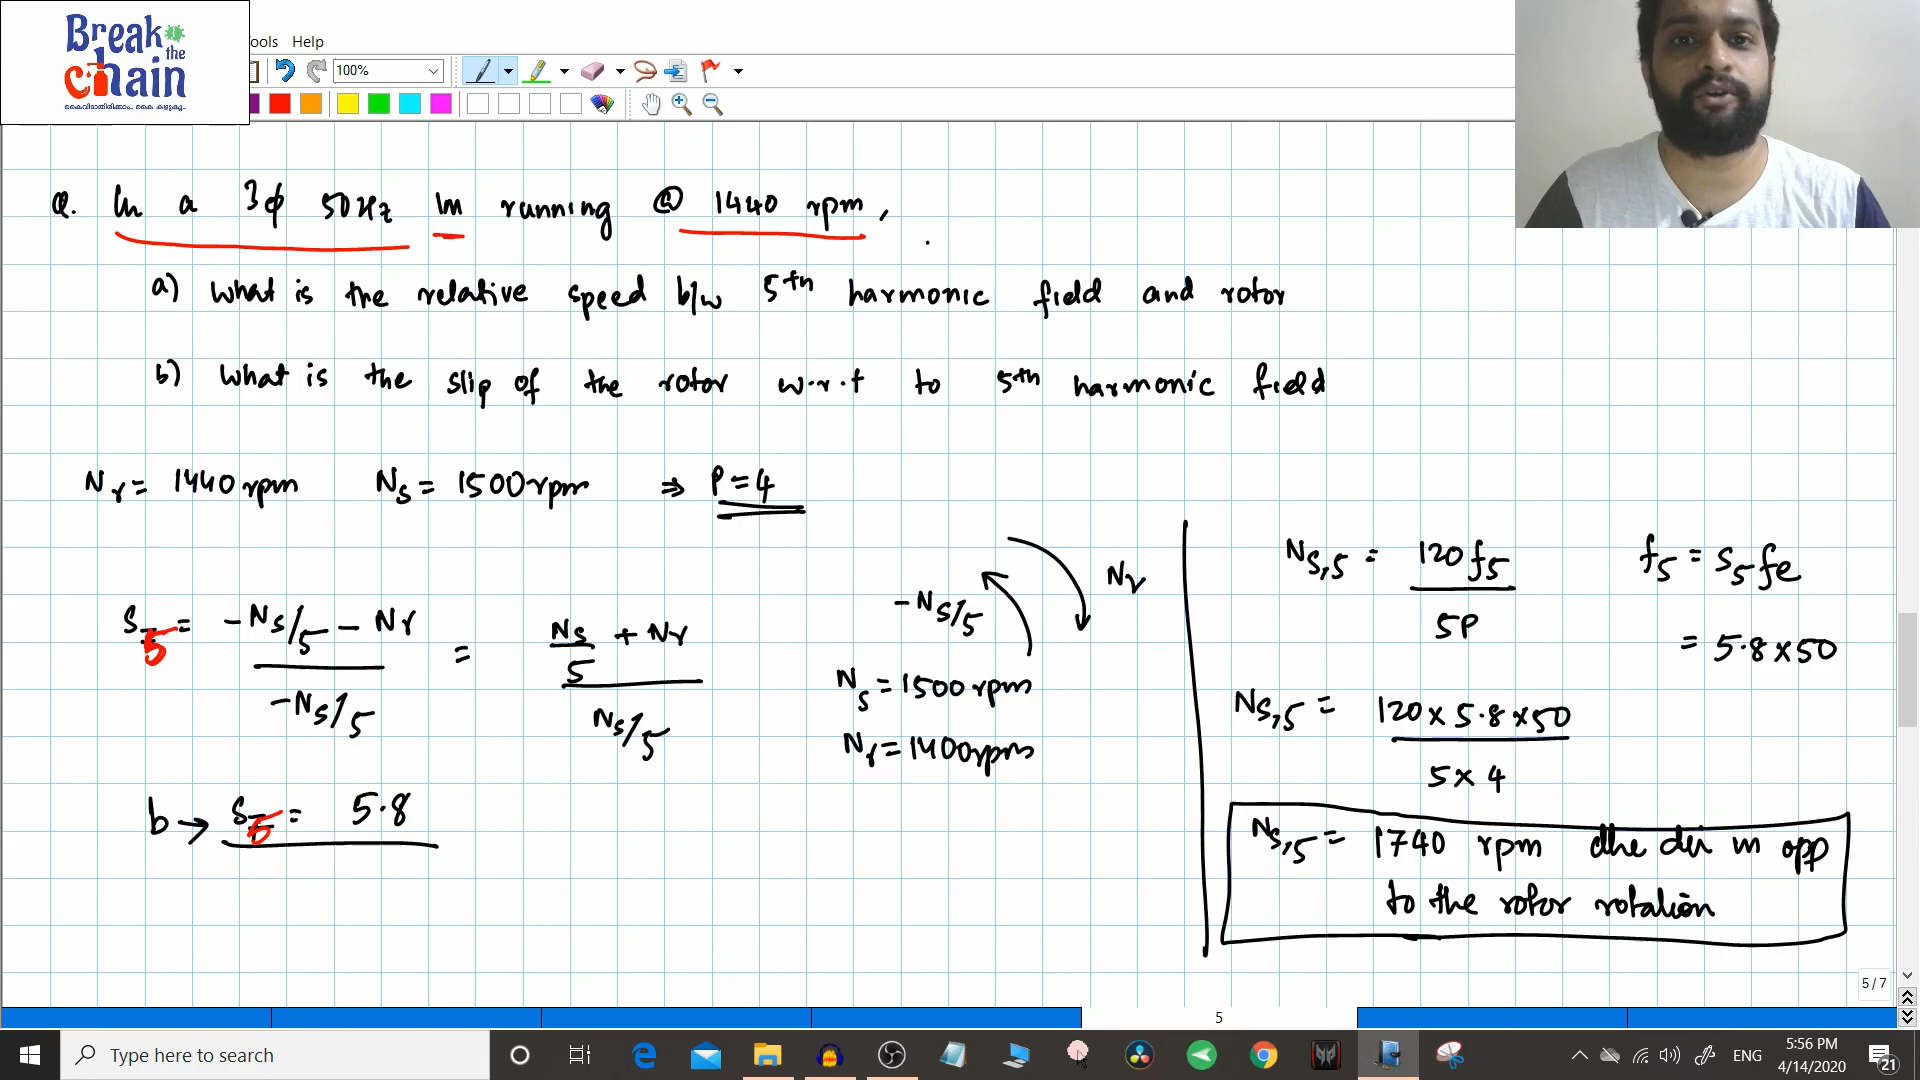 Break
the
chain
കൈവിടാതിരിക്കാം.. കൈ കഴുകൂ..
Tools Help
100%
Q. In a 3φ 50Hz Im running @ 1440 rpm,
a) What is the relative speed b/w 5th harmonic field and rotor
b) What is the slip of the rotor w.r.t to 5th harmonic field
Nr = 1440 rpm Ns = 1500 rpm ⇒ P = 4
S5 = (-Ns/5 - Nr) / (-Ns/5) = (Ns/5 + Nr) / (Ns/5)
b → S5 = 5.8
-Ns/5
Nr
Ns = 1500 rpm
Nr = 1400 rpm
Ns,5 = 120f5 / 5P
f5 = S5fe
= 5.8×50
Ns,5 = 120 × 5.8 × 50 / 5 × 4
Ns,5 = 1740 rpm the dir in opp
to the rotor rotation
5 / 7
5
Type here to search
ENG
5:56 PM
4/14/2020
21